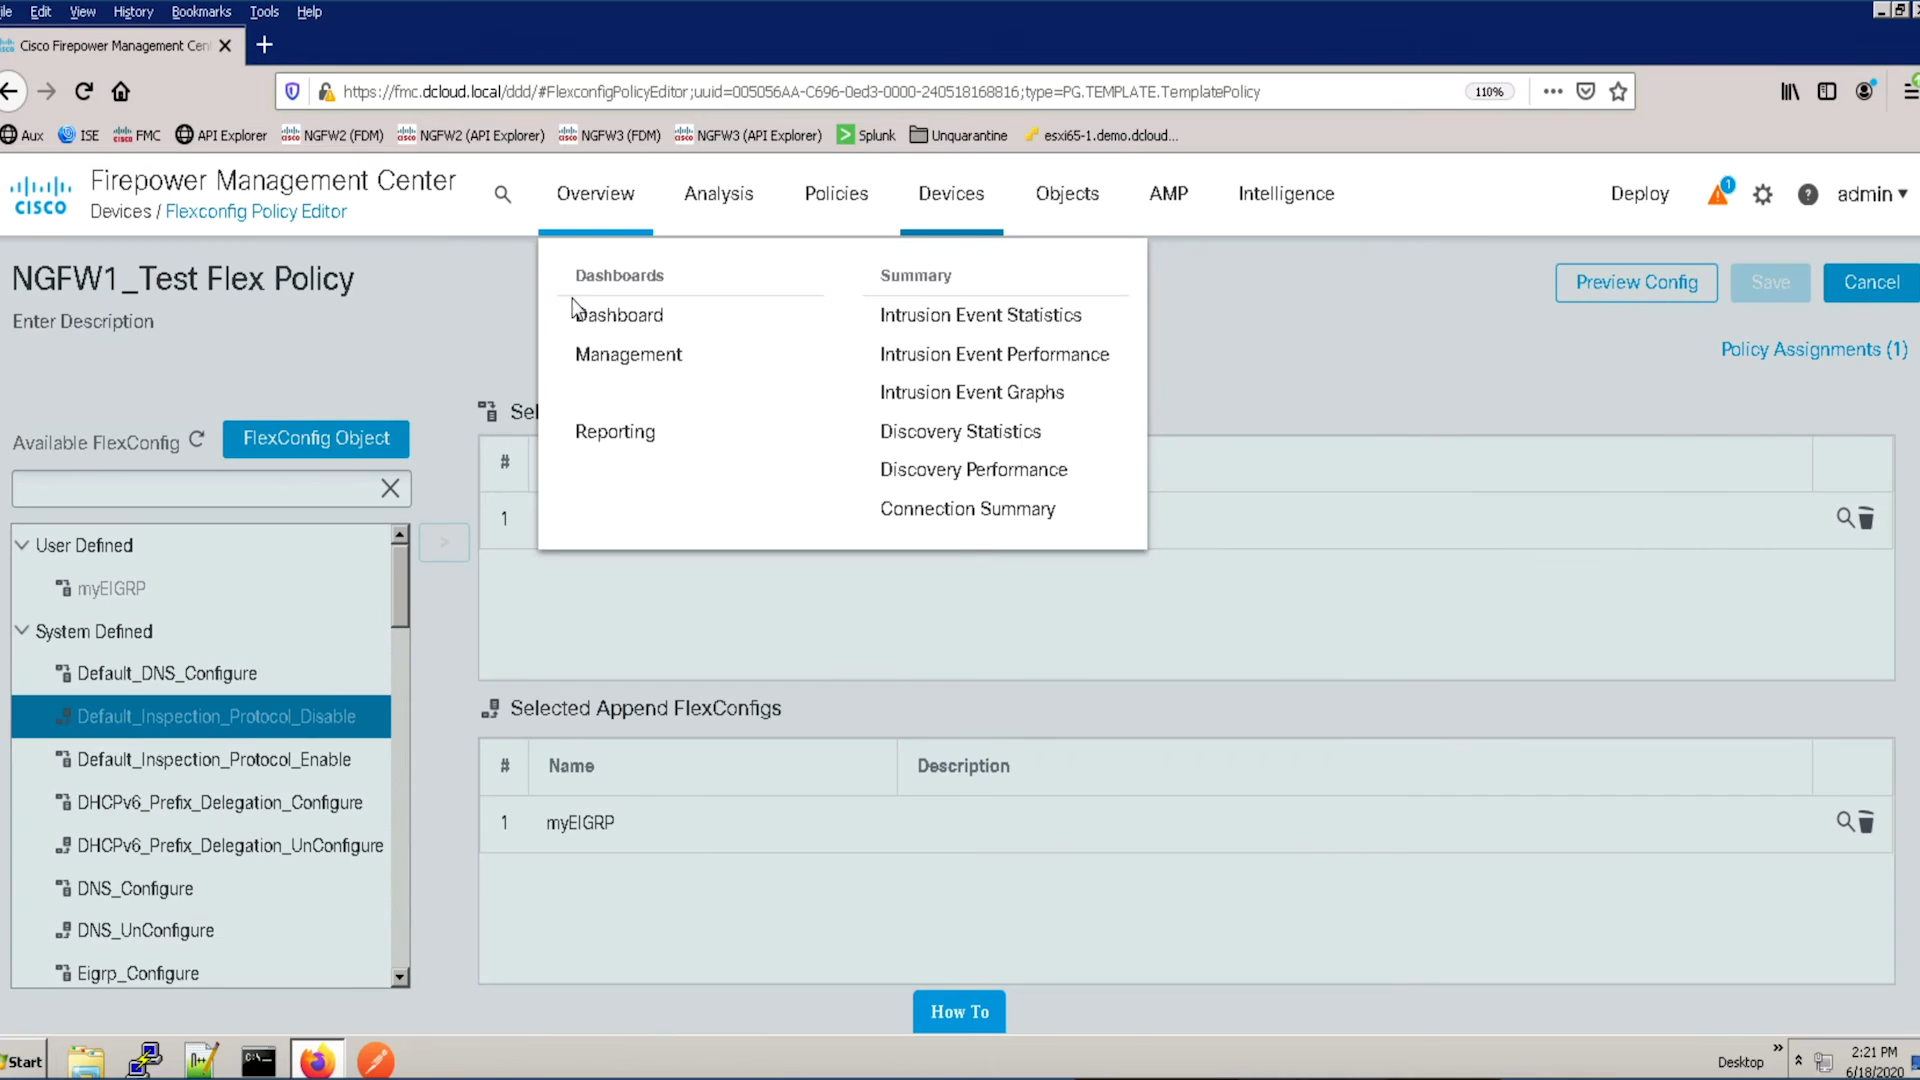 ile Edit View History Bookmarks Tools Help
Cisco Firepower Management Cen
https://fmc.dcloud.local/ddd/#FlexconfigPolicyEditor;uuid=005056AA-C696-0ed3-0000-240518168816;type=PG.TEMPLATE.TemplatePolicy 110%
Aux ISE FMC API Explorer NGFW2 (FDM) NGFW2 (API Explorer) NGFW3 (FDM) NGFW3 (API Explorer) Splunk Unquarantine esxi65-1.demo.dcloud...
CISCO
Firepower Management Center
Devices / Flexconfig Policy Editor
Overview Analysis Policies Devices Objects AMP Intelligence Deploy 1 admin
NGFW1_Test Flex Policy
Enter Description
Preview Config Save Cancel
Policy Assignments (1)
Dashboards
Dashboard
Management
Reporting
Summary
Intrusion Event Statistics
Intrusion Event Performance
Intrusion Event Graphs
Discovery Statistics
Discovery Performance
Connection Summary
Available FlexConfig FlexConfig Object
User Defined
myEIGRP
System Defined
Default_DNS_Configure
Default_Inspection_Protocol_Disable
Default_Inspection_Protocol_Enable
DHCPv6_Prefix_Delegation_Configure
DHCPv6_Prefix_Delegation_UnConfigure
DNS_Configure
DNS_UnConfigure
Eigrp_Configure
>
Sel
#
1
Selected Append FlexConfigs
# Name Description
1 myEIGRP
How To
Start Desktop 2:21 PM
6/18/2020